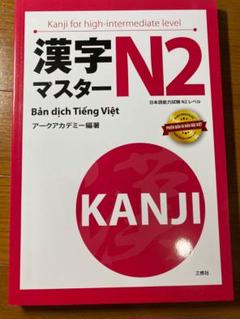 Kanji for high-intermediate level
漢字
マスター
N2
日本語能力試験 N2 レベル
Bản dịch Tiếng Việt
アークアカデミー編著
KANJI
三修社